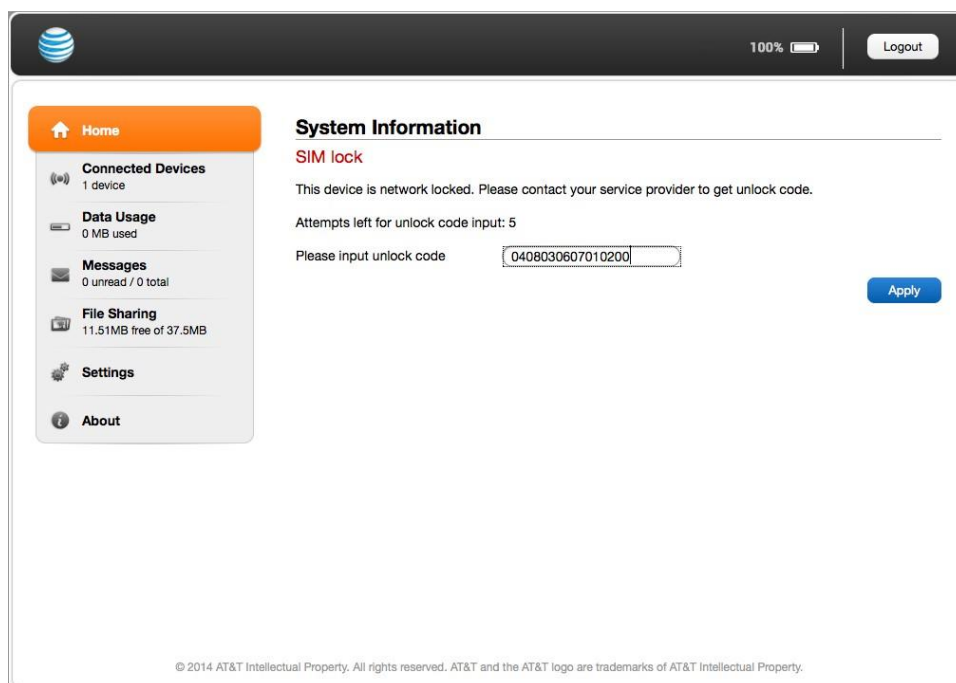 100%
Logout
Home
Connected Devices
1 device
Data Usage
0 MB used
Messages
0 unread / 0 total
File Sharing
11.51MB free of 37.5MB
Settings
About
System Information
SIM lock
This device is network locked. Please contact your service provider to get unlock code.
Attempts left for unlock code input: 5
Please input unlock code
0408030607010200
Apply
© 2014 AT&T Intellectual Property. All rights reserved. AT&T and the AT&T logo are trademarks of AT&T Intellectual Property.